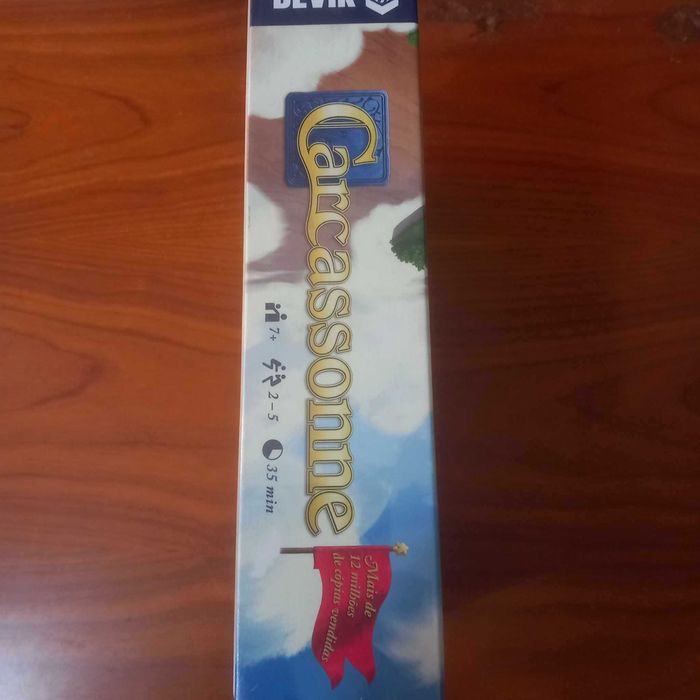 DEVIR
Carcassonne
7+ 2-5 35 min
Mais de
12 milhões
de cópias vendidas